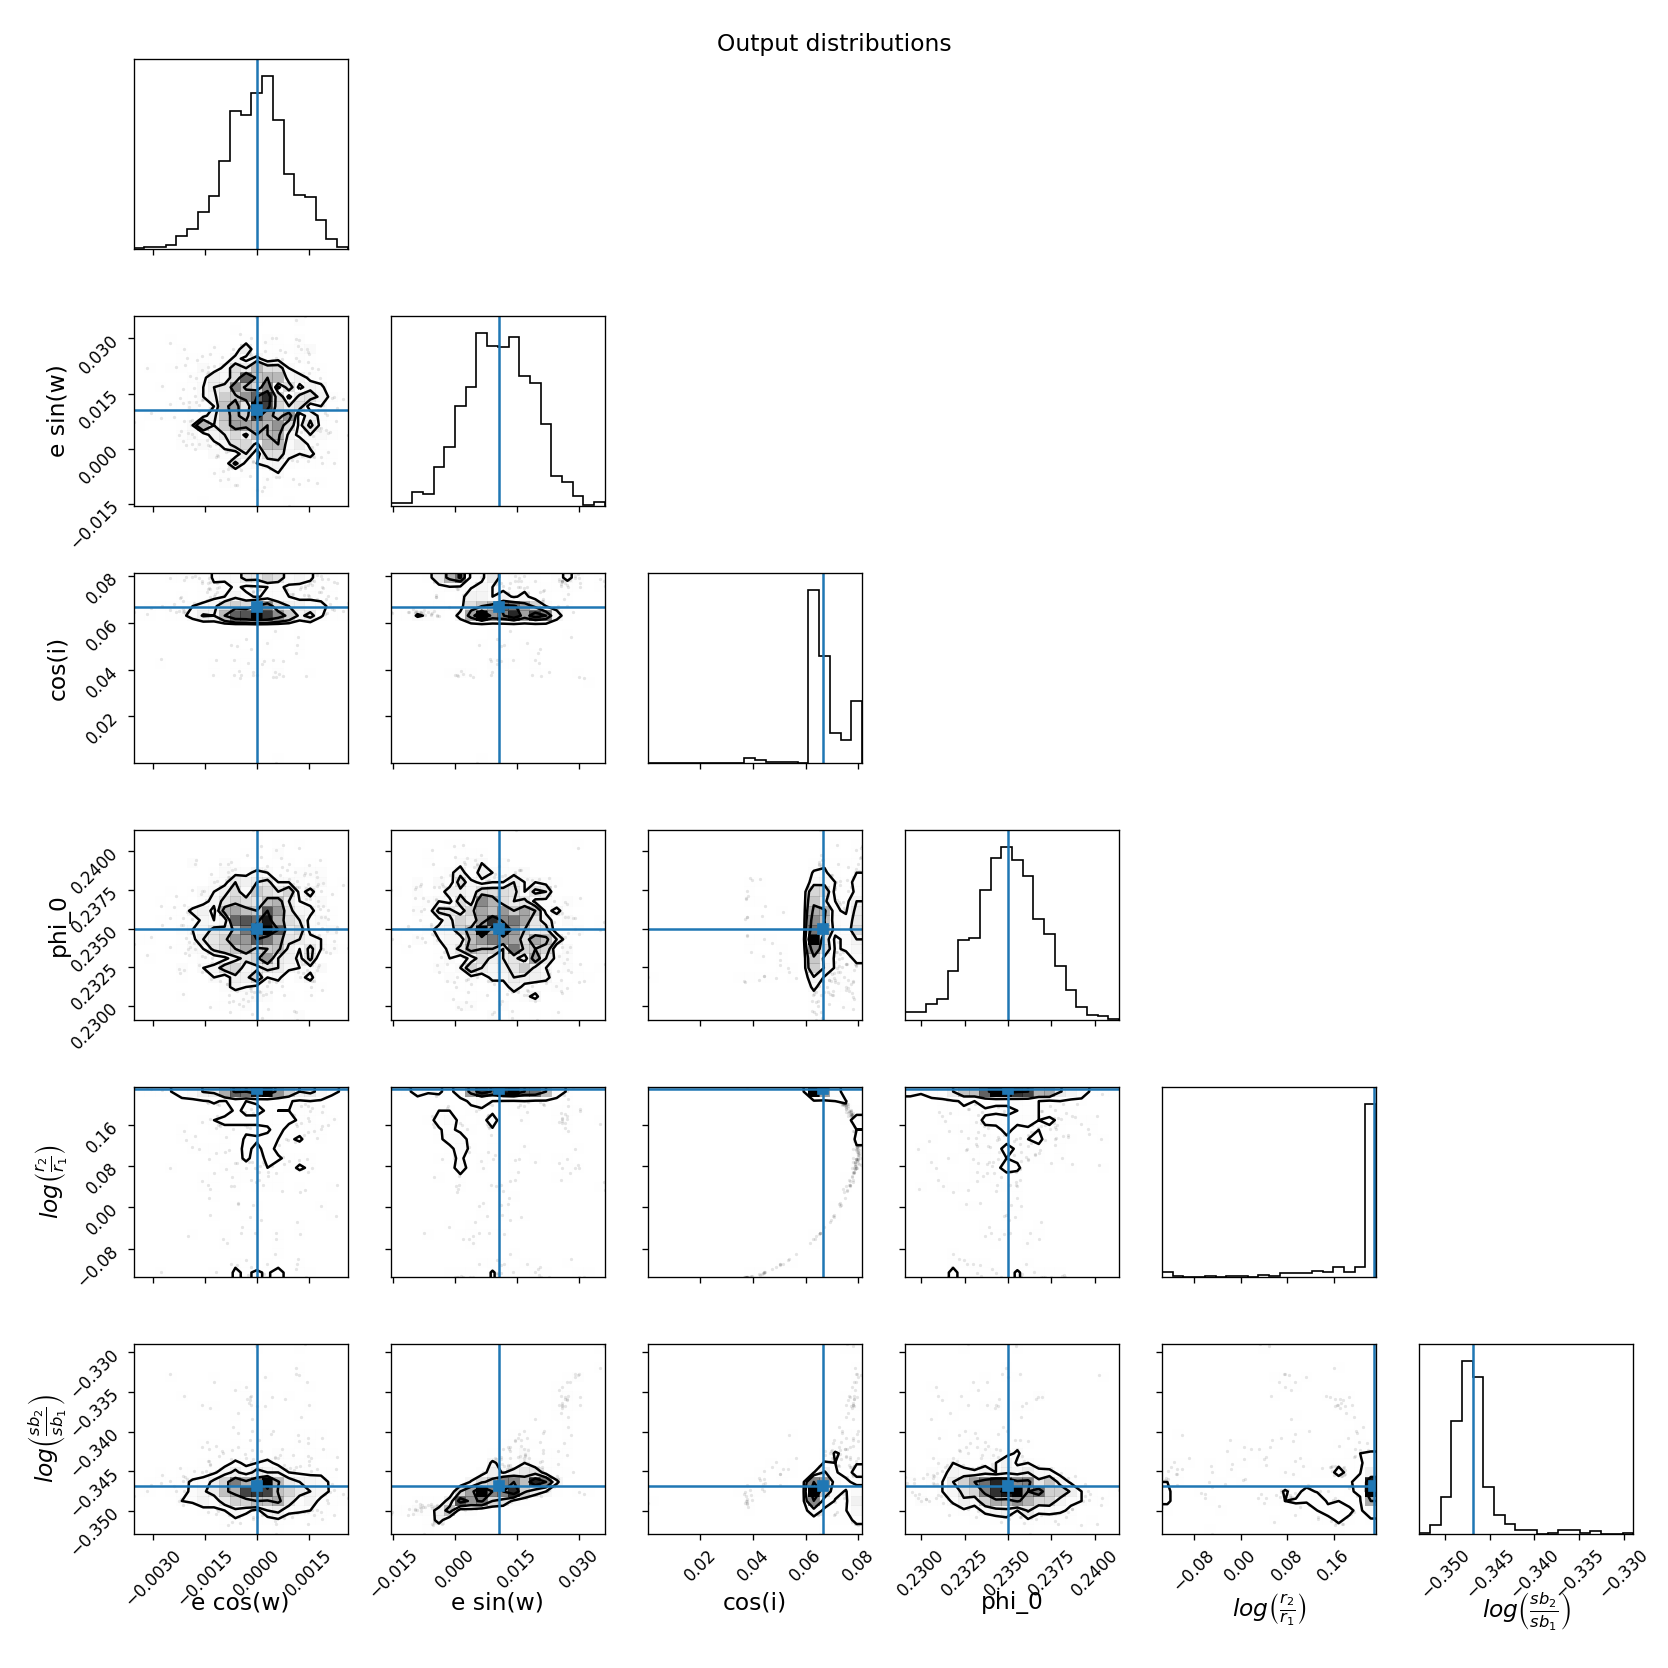 Output distributions
e sin(w)
0.030
0.015
0.000
−0.015
cos(i)
0.08
0.06
0.04
0.02
phi_0
0.2400
0.2375
0.2350
0.2325
0.2300
log(r2/r1)
0.16
0.08
0.00
−0.08
log(sb2/sb1)
−0.330
−0.335
−0.340
−0.345
−0.350
−0.0030 −0.0015 0.0000 0.0015
−0.015 0.000 0.015 0.030
0.02 0.04 0.06 0.08
0.2300 0.2325 0.2350 0.2375 0.2400
−0.08 0.00 0.08 0.16
−0.350 −0.345 −0.340 −0.335 −0.330
e cos(w) e sin(w) cos(i) phi_0 log(r2/r1) log(sb2/sb1)